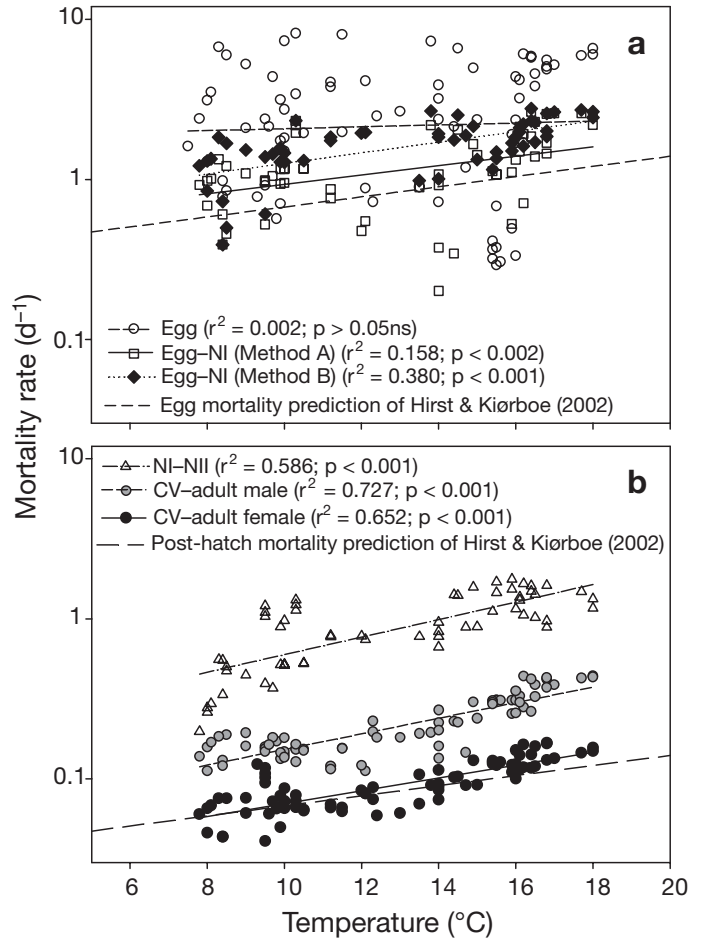 10
a
1
0.1
Egg (r² = 0.002; p > 0.05ns)
Egg–NI (Method A) (r² = 0.158; p < 0.002)
Egg–NI (Method B) (r² = 0.380; p < 0.001)
Egg mortality prediction of Hirst & Kiørboe (2002)
Mortality rate (d⁻¹)
10
b
NI–NII (r² = 0.586; p < 0.001)
CV–adult male (r² = 0.727; p < 0.001)
CV–adult female (r² = 0.652; p < 0.001)
Post-hatch mortality prediction of Hirst & Kiørboe (2002)
1
0.1
6 8 10 12 14 16 18 20
Temperature (°C)